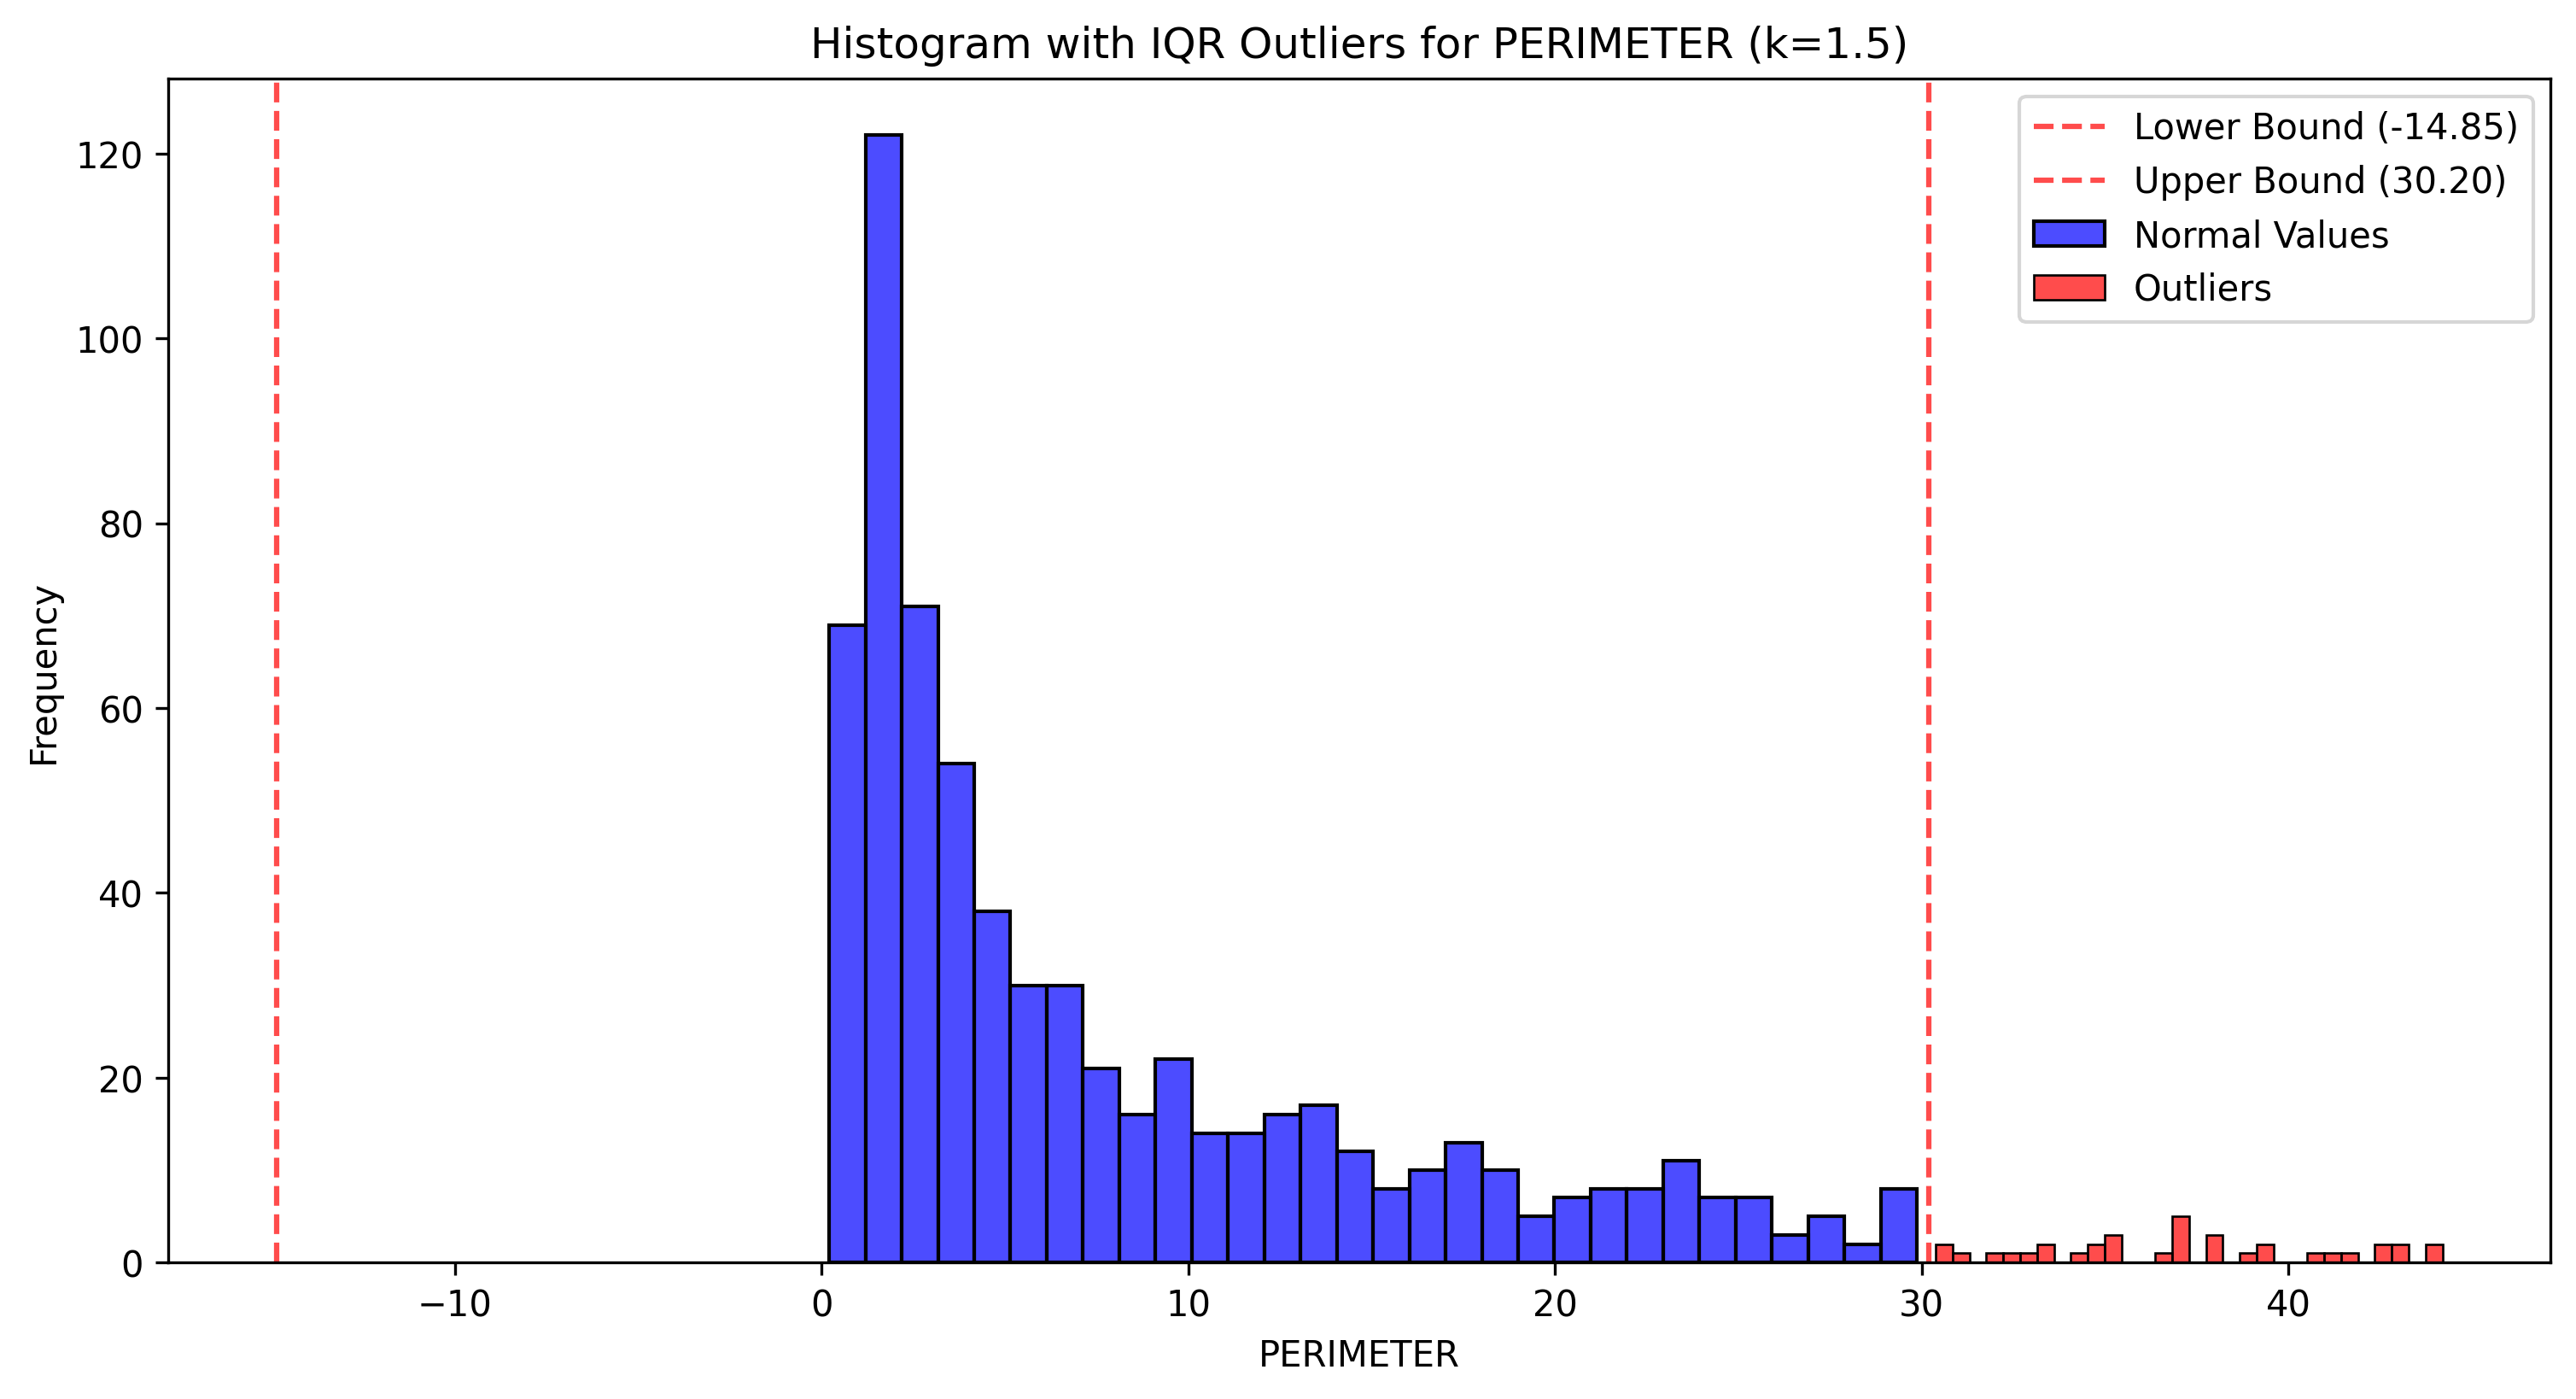 Histogram with IQR Outliers for PERIMETER (k=1.5)
Lower Bound (-14.85)
Upper Bound (30.20)
Normal Values
Outliers
120
100
80
60
40
20
0
Frequency
−10
0
10
20
30
40
PERIMETER